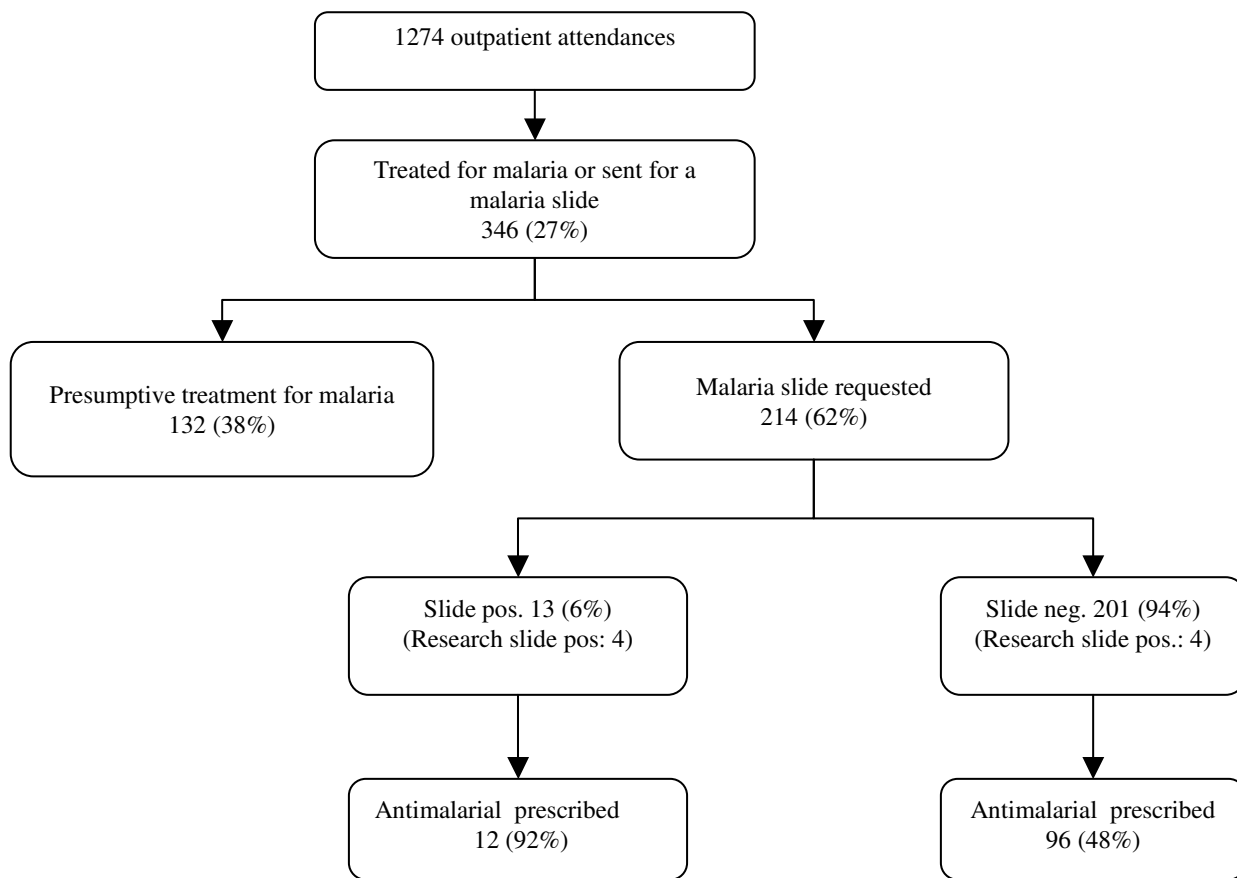 1274 outpatient attendances
Treated for malaria or sent for a
malaria slide
346 (27%)
Presumptive treatment for malaria
132 (38%)
Malaria slide requested
214 (62%)
Slide pos. 13 (6%)
(Research slide pos: 4)
Slide neg. 201 (94%)
(Research slide pos.: 4)
Antimalarial prescribed
12 (92%)
Antimalarial prescribed
96 (48%)